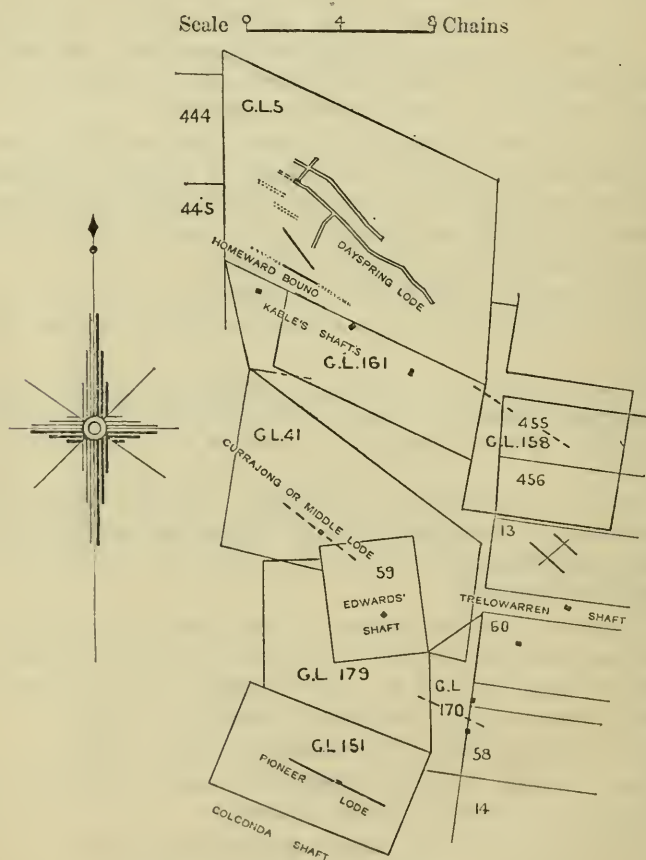 Scale 0 4 8 Chains
444
G.L.5
445
HOMEWARD BOUND
DAYSPRING LODE
KABLE'S SHAFTS
G.L.161
G.L.41
455
G.L.158
456
CURRAJONG OR MIDDLE LODE
13
59
EDWARDS'
SHAFT
TRELOWARREN SHAFT
60
G.L 179
G.L
170
G.L 151
58
PIONEER LODE
14
COLCONDA SHAFT